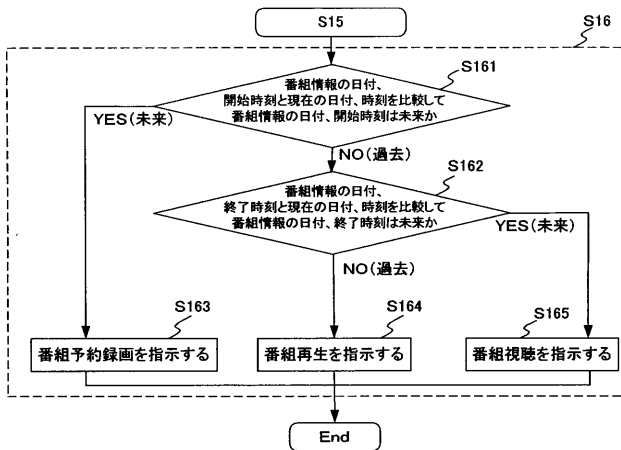 S15
S16
S161
番組情報の日付、
開始時刻と現在の日付、時刻を比較して
番組情報の日付、開始時刻は未来か
YES(未来)
NO(過去)
S162
番組情報の日付、
終了時刻と現在の日付、時刻を比較して
番組情報の日付、終了時刻は未来か
YES(未来)
NO(過去)
S163
S164
S165
番組予約録画を指示する
番組再生を指示する
番組視聴を指示する
End